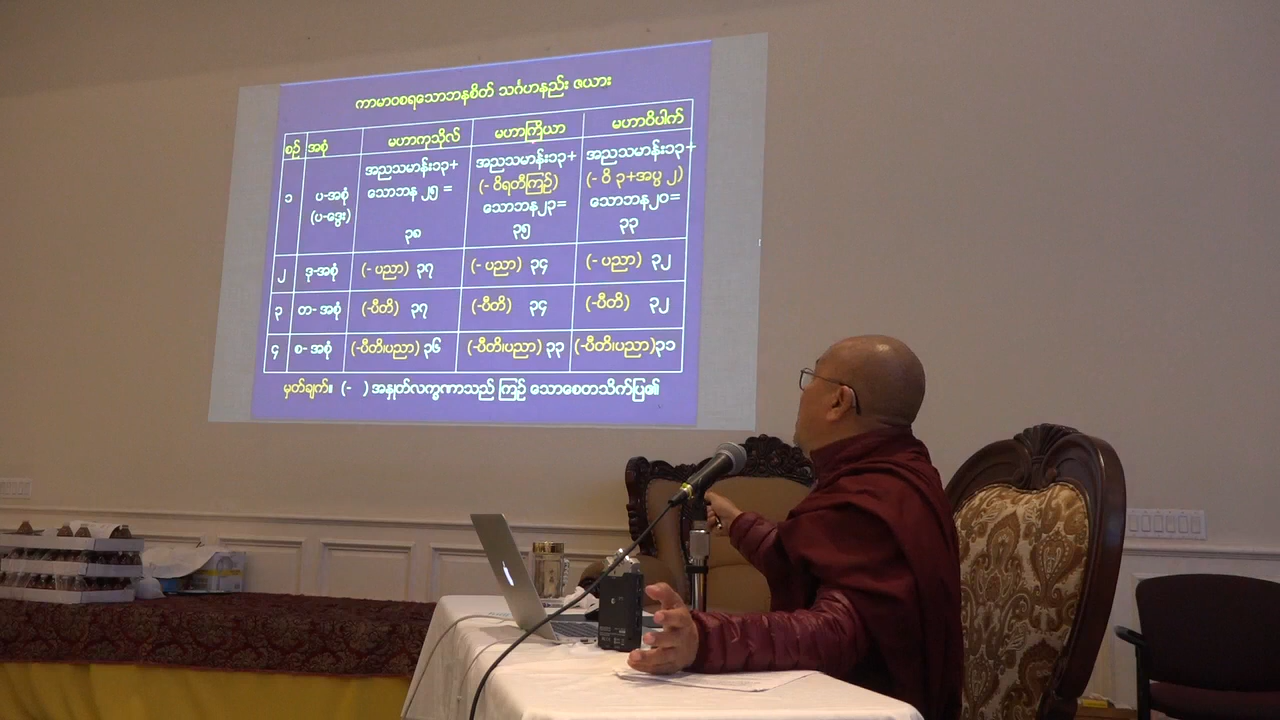 ကာမာဝစရသောဘနစိတ် သင်္ဂဟနည်း ဇယား
စဉ် အစုံ မဟာကုသိုလ် မဟာကြိယာ မဟာဝိပါက်
၁ ပ-အစုံ (ပ-ဒွေး) အညသမာန်း၁၃+ သောဘန ၂၅ = ၃၈ အညသမာန်း၁၃+ (- ဝိရတီကြဉ်) သောဘန၂၃= ၃၅ အညသမာန်း၁၃+ (- ဝိ ၃+အပ္ပ ၂) သောဘန၂၀= ၃၃
၂ ဒု-အစုံ (- ပညာ) ၃၇ (- ပညာ) ၃၄ (- ပညာ) ၃၂
၃ တ- အစုံ (-ပီတိ) ၃၇ (-ပီတိ) ၃၄ (-ပီတိ) ၃၂
၄ စ- အစုံ (-ပီတိ၊ပညာ) ၃၆ (-ပီတိ၊ပညာ) ၃၃ (-ပီတိ၊ပညာ)၃၁
မှတ်ချက်။ (- ) အနှုတ်လက္ခဏာသည် ကြဉ် သောစေတသိက်ပြ၏